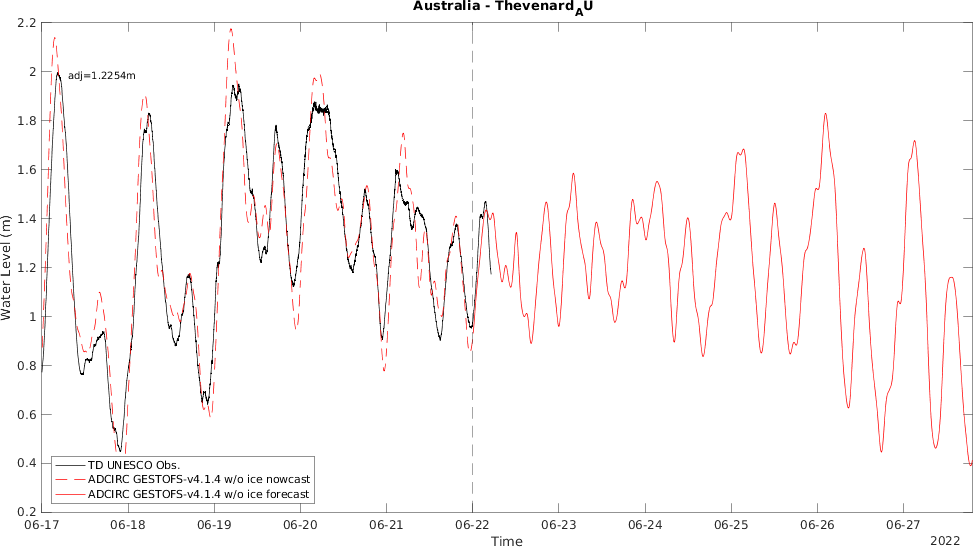 Australia - Thevenard_AU
2.2
2
1.8
1.6
1.4
1.2
1
0.8
0.6
0.4
0.2
Water Level (m)
adj=1.2254m
TD UNESCO Obs.
ADCIRC GESTOFS-v4.1.4 w/o ice nowcast
ADCIRC GESTOFS-v4.1.4 w/o ice forecast
06-17 06-18 06-19 06-20 06-21 06-22 06-23 06-24 06-25 06-26 06-27
Time
2022